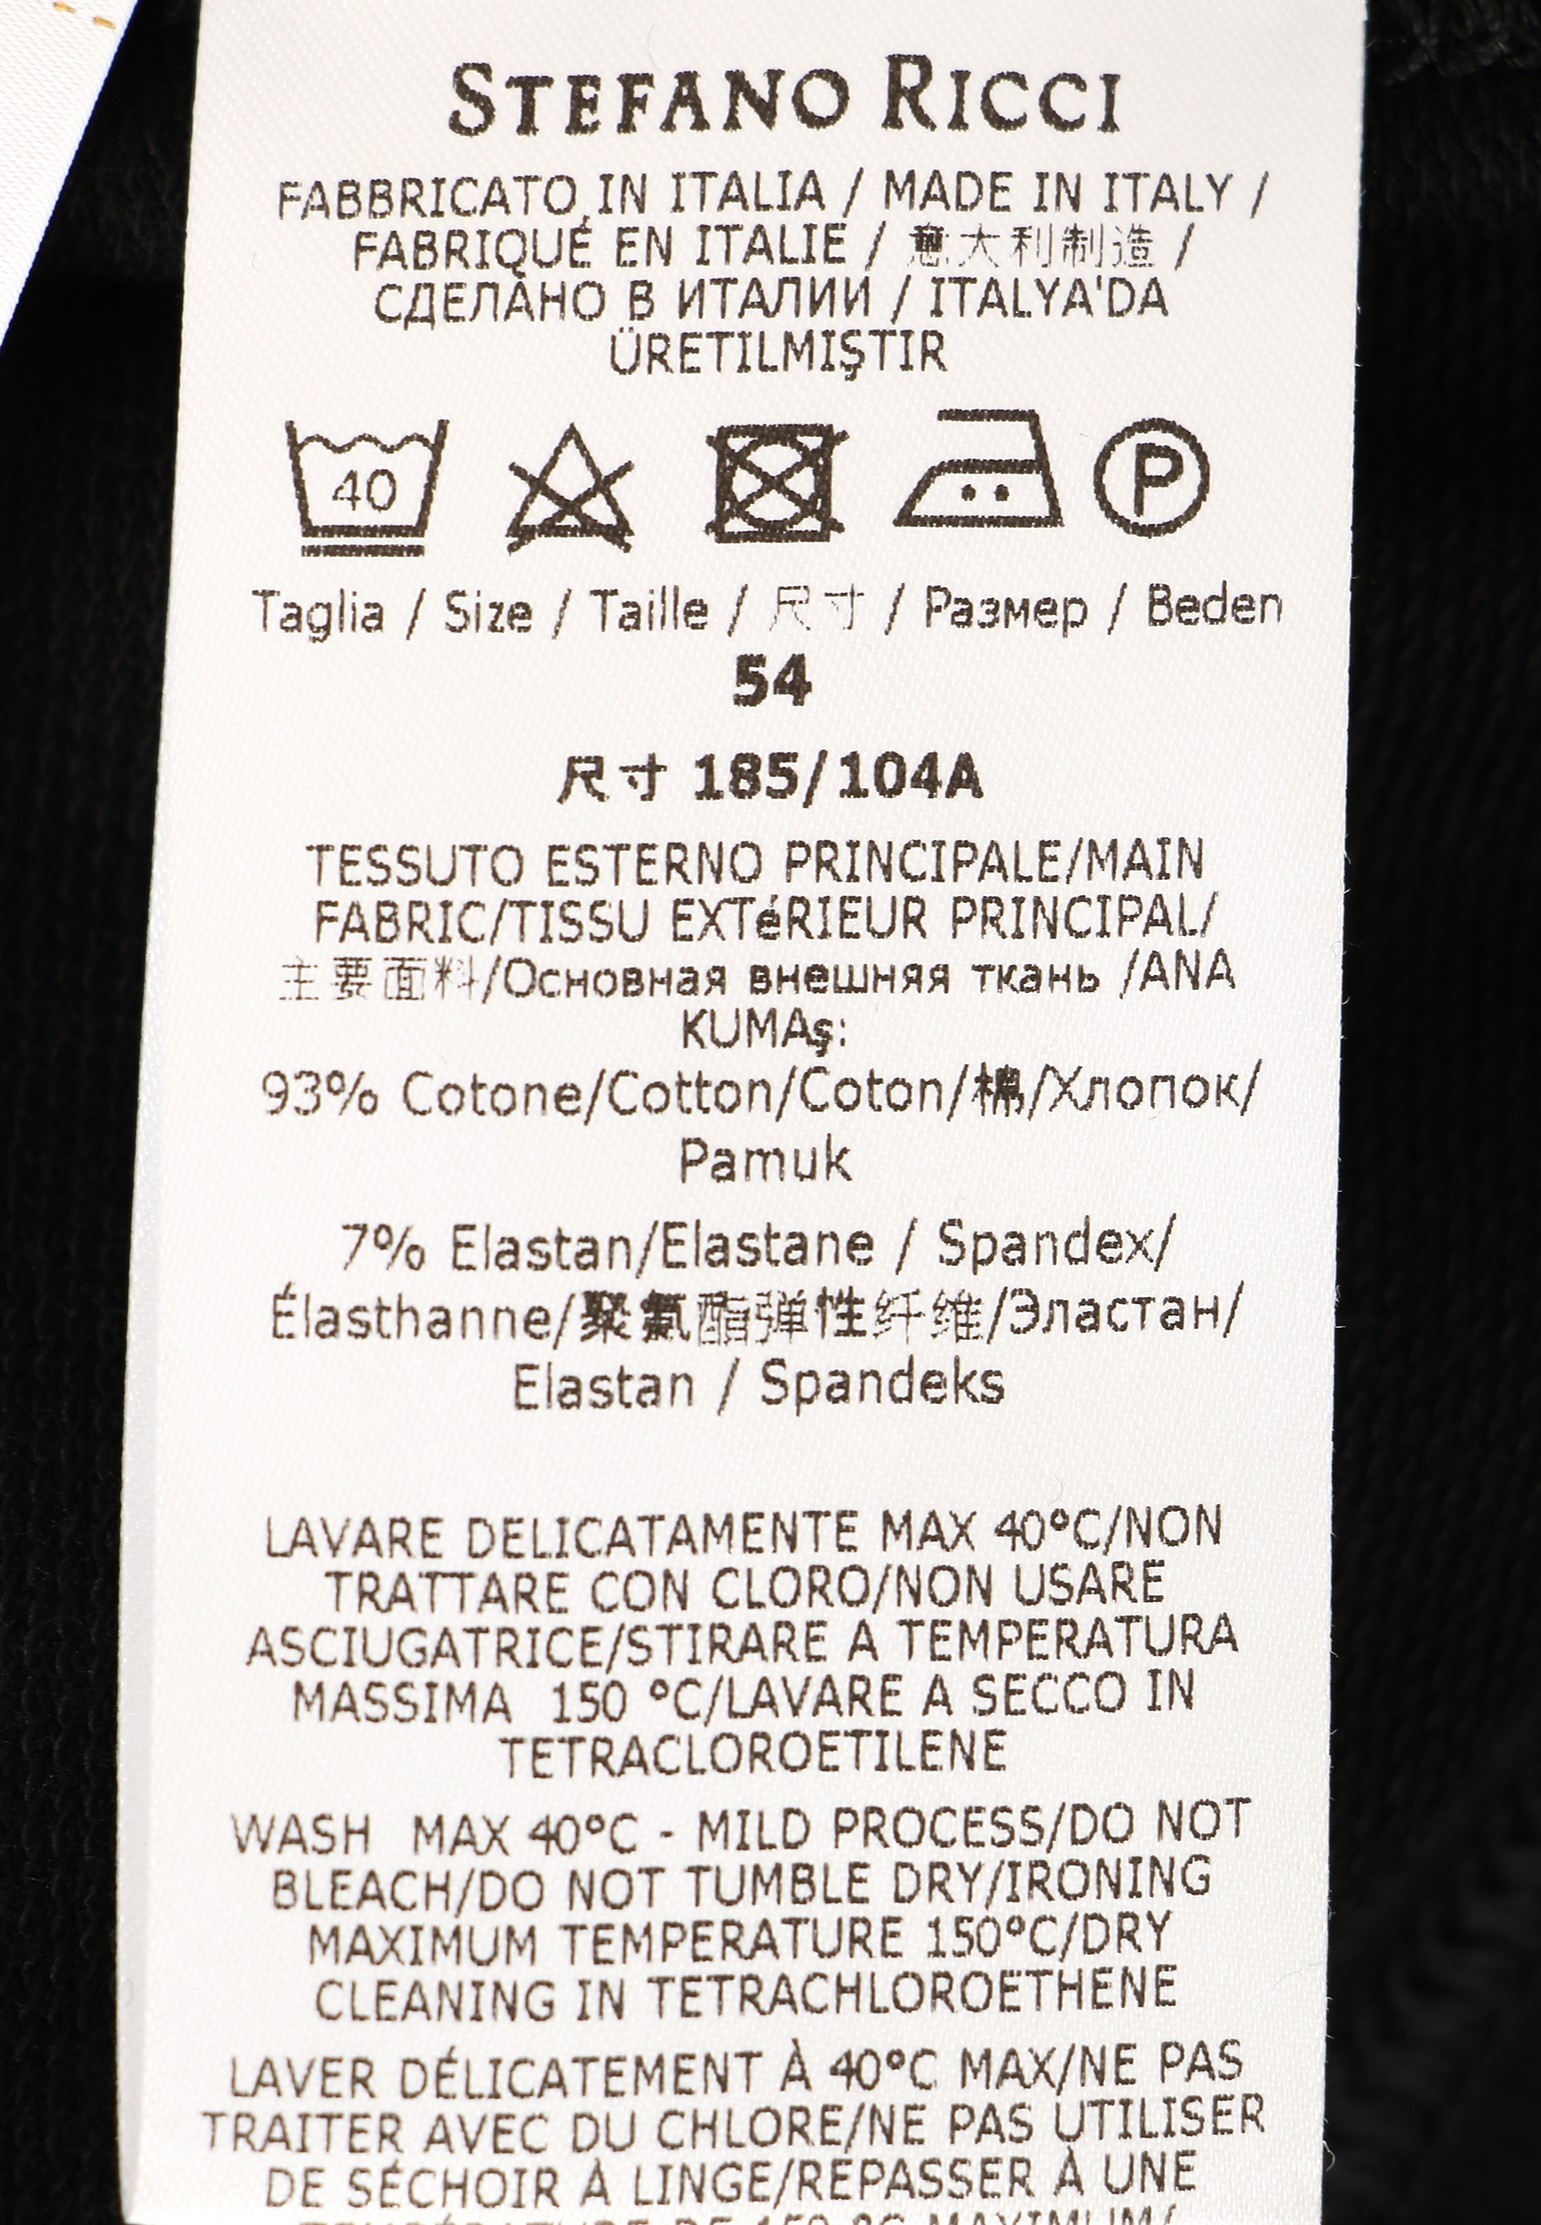 STEFANO RICCI
FABBRICATO IN ITALIA / MADE IN ITALY /
FABRIQUÉ EN ITALIE / 意大利制造 /
СДЕЛАНО В ИТАЛИИ / ITALYA'DA
ÜRETILMIŞTIR
40
P
Taglia / Size / Taille / 尺寸 / Размер / Beden
54
尺寸 185/104A
TESSUTO ESTERNO PRINCIPALE/MAIN
FABRIC/TISSU EXTéRIEUR PRINCIPAL/
主要面料/Основная внешняя ткань /ANA
KUMAş:
93% Cotone/Cotton/Coton/棉/Хлопок/
Pamuk
7% Elastan/Elastane / Spandex/
Élasthanne/聚氨酯弹性纤维/Эластан/
Elastan / Spandeks
LAVARE DELICATAMENTE MAX 40°C/NON
TRATTARE CON CLORO/NON USARE
ASCIUGATRICE/STIRARE A TEMPERATURA
MASSIMA 150 °C/LAVARE A SECCO IN
TETRACLOROETILENE
WASH MAX 40°C - MILD PROCESS/DO NOT
BLEACH/DO NOT TUMBLE DRY/IRONING
MAXIMUM TEMPERATURE 150°C/DRY
CLEANING IN TETRACHLOROETHENE
LAVER DÉLICATEMENT À 40°C MAX/NE PAS
TRAITER AVEC DU CHLORE/NE PAS UTILISER
DE SÉCHOIR À LINGE/REPASSER À UNE
TEMPÉRATURE DE 150 °C MAXIMUM/